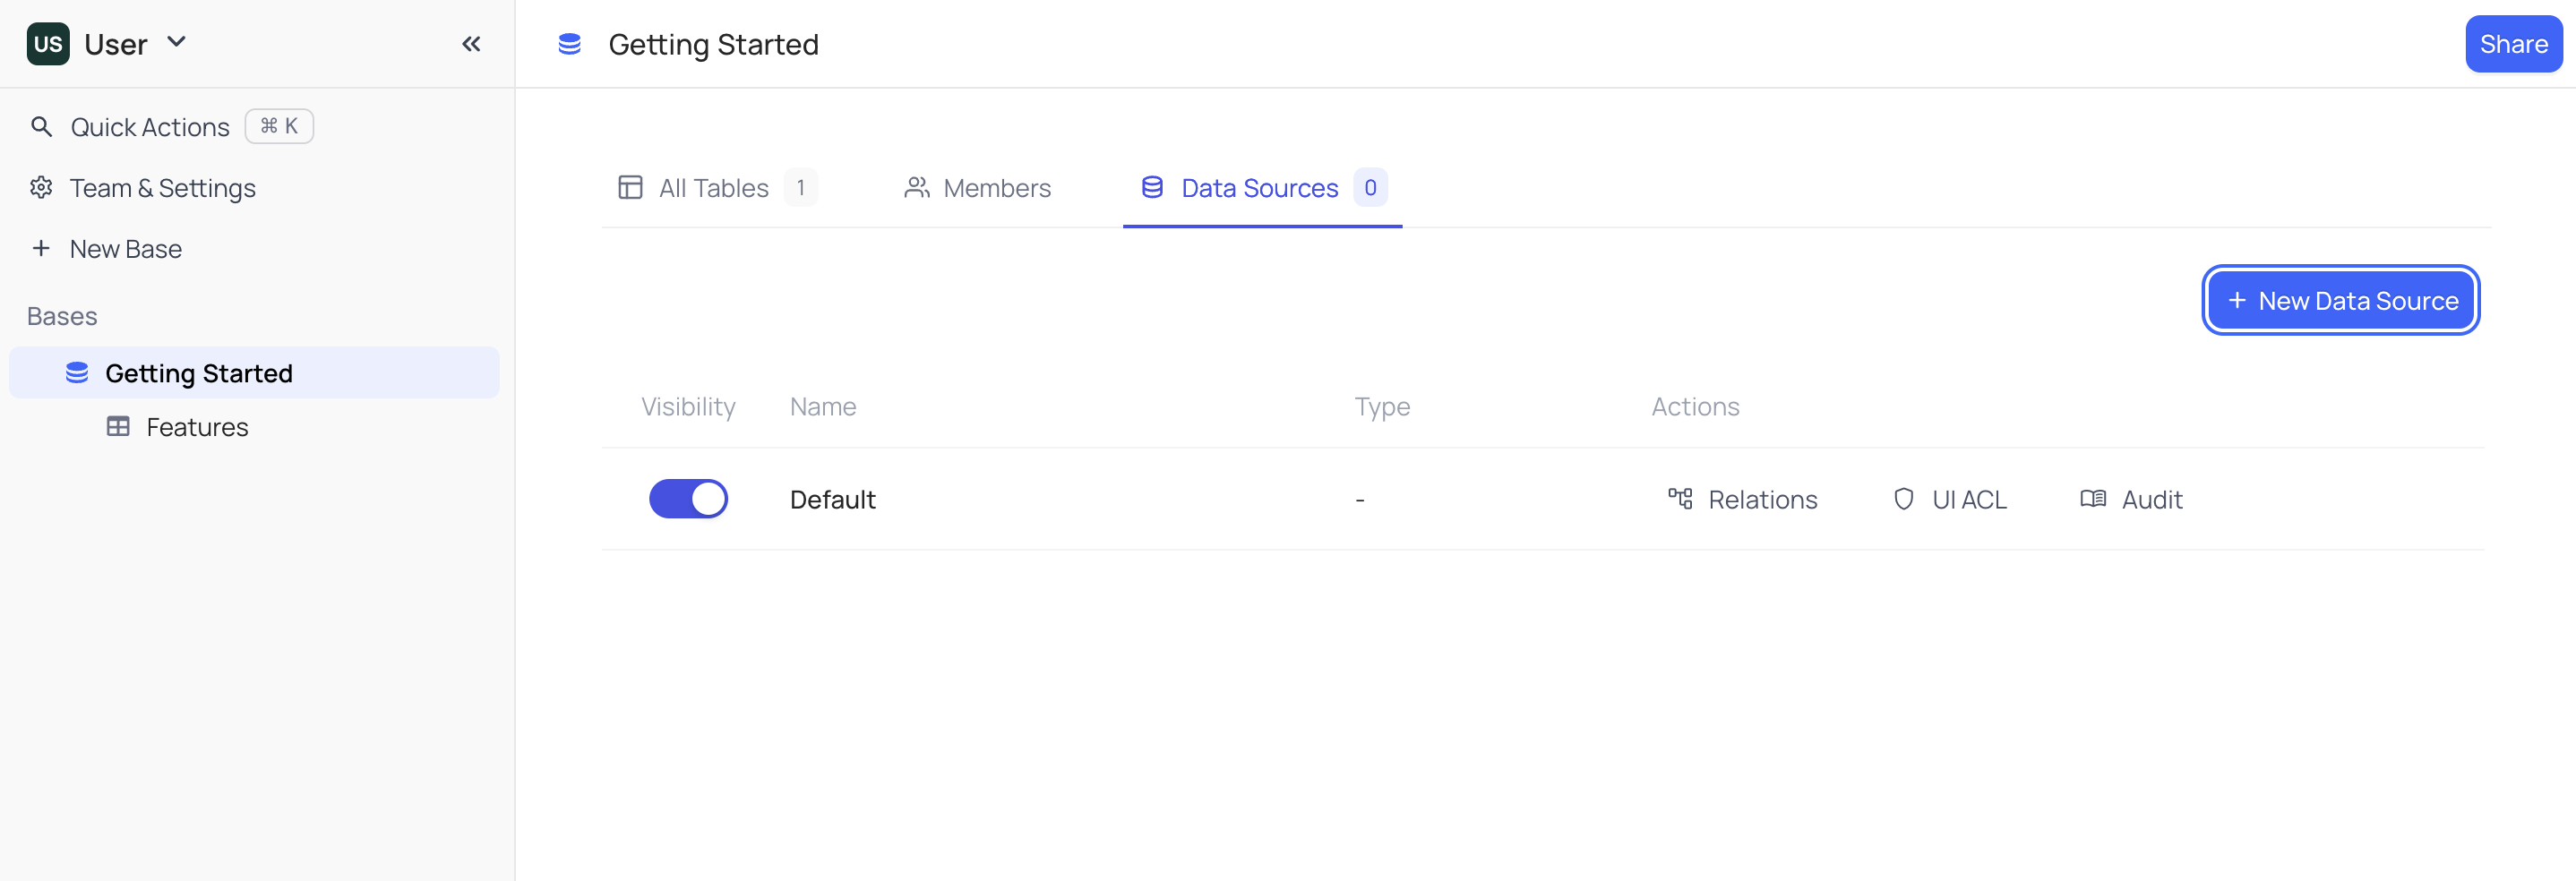 US User
Quick Actions ⌘ K
Team & Settings
New Base
Bases
Getting Started
Features
Getting Started
Share
All Tables 1 Members Data Sources 0
+ New Data Source
Visibility Name Type Actions
Default - Relations UI ACL Audit